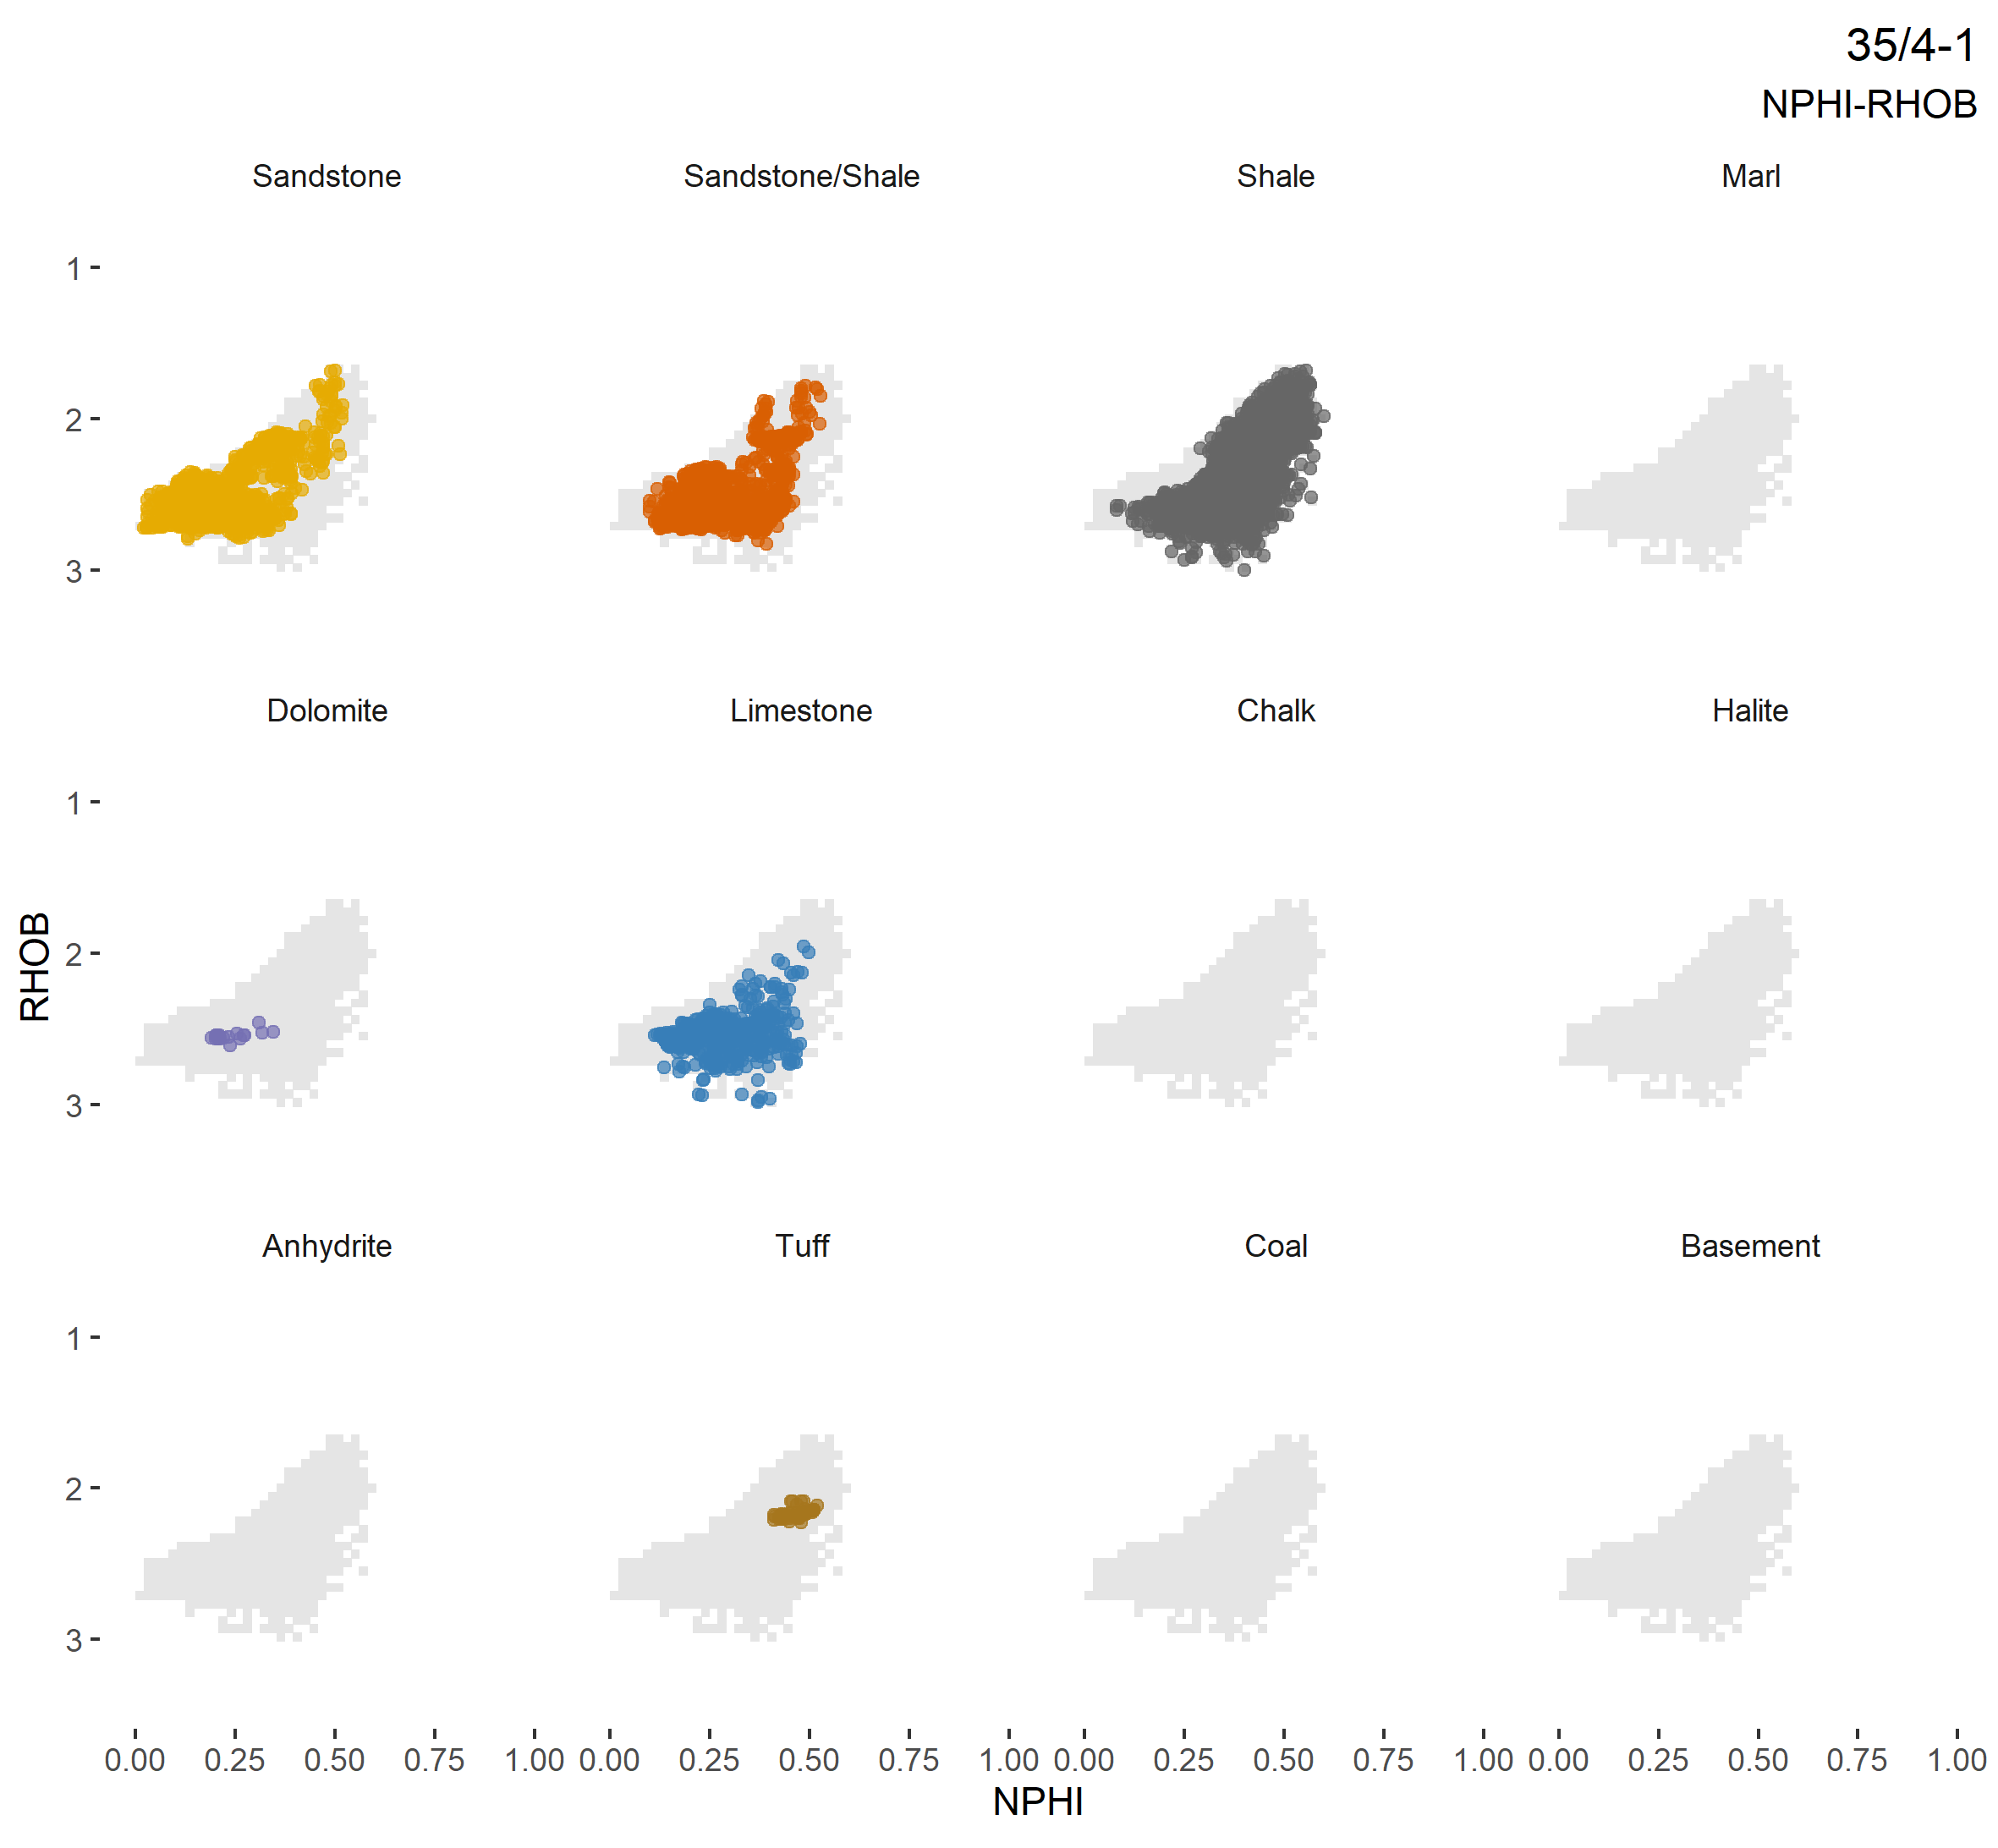 35/4-1
NPHI-RHOB
Sandstone Sandstone/Shale Shale Marl
1
2
3
Dolomite Limestone Chalk Halite
1
2
3
RHOB
Anhydrite Tuff Coal Basement
1
2
3
0.00 0.25 0.50 0.75 1.00 0.00 0.25 0.50 0.75 1.00 0.00 0.25 0.50 0.75 1.00 0.00 0.25 0.50 0.75 1.00
NPHI